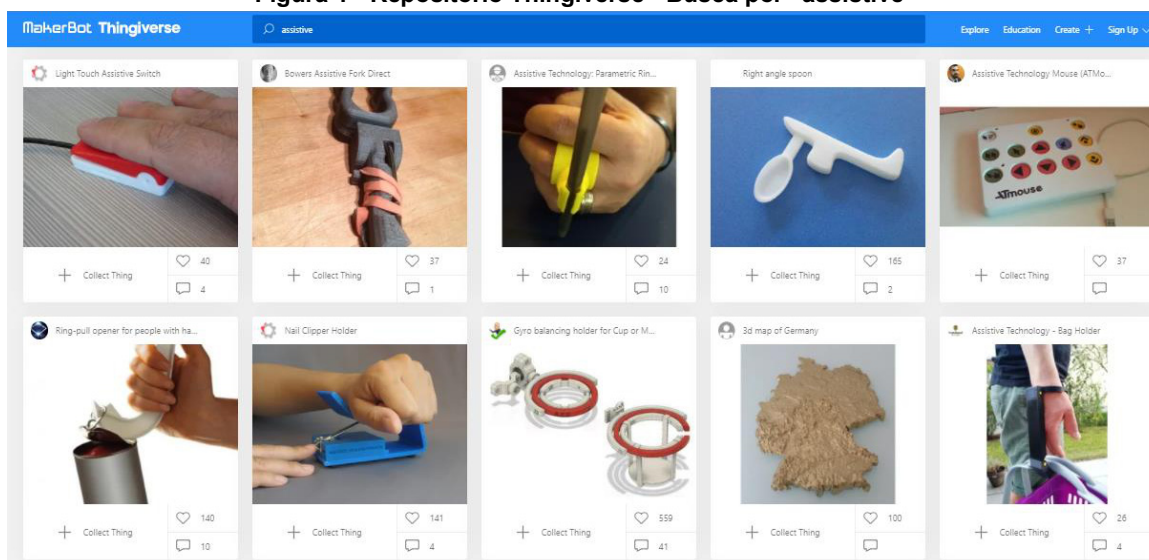 Figura 1 - Repositório Thingiverse - Busca por "assistive"
MakerBot Thingiverse
assistive
Explore Education Create + Sign Up
Light Touch Assistive Switch
Bowers Assistive Fork Direct
Assistive Technology: Parametric Rin...
Right angle spoon
Assistive Technology Mouse (ATMo...
ATmouse
+ Collect Thing 40 4
+ Collect Thing 37 1
+ Collect Thing 24 10
+ Collect Thing 165 2
+ Collect Thing 37
Ring-pull opener for people with ha...
Nail Clipper Holder
Gyro balancing holder for Cup or M...
3d map of Germany
Assistive Technology - Bag Holder
+ Collect Thing 140 10
+ Collect Thing 141 4
+ Collect Thing 559 41
+ Collect Thing 100
+ Collect Thing 26 4